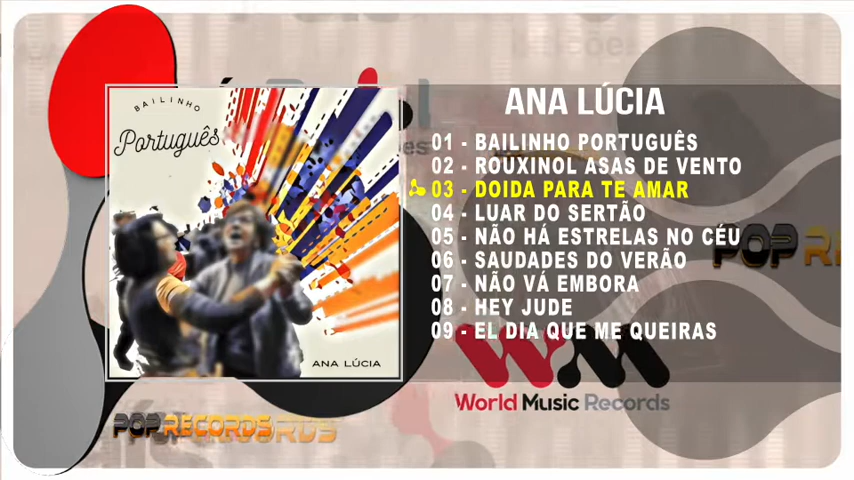 BAILINHO
Português
ANA LÚCIA
ANA LÚCIA
01 - BAILINHO PORTUGUÊS
02 - ROUXINOL ASAS DE VENTO
03 - DOIDA PARA TE AMAR
04 - LUAR DO SERTÃO
05 - NÃO HÁ ESTRELAS NO CÉU
06 - SAUDADES DO VERÃO
07 - NÃO VÁ EMBORA
08 - HEY JUDE
09 - EL DIA QUE ME QUEIRAS
POP RE
WM
World Music Records
POP RECORDS